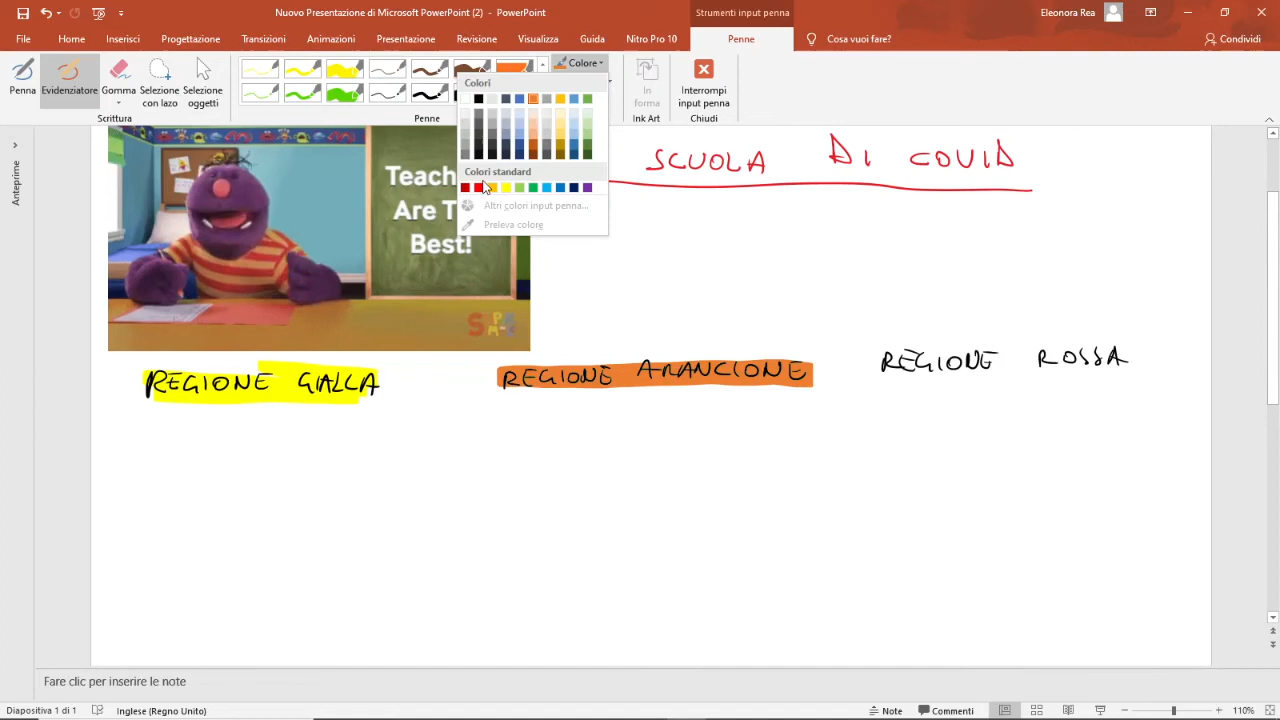 Nuovo Presentazione di Microsoft PowerPoint (2) - PowerPoint
Strumenti input penna
Eleonora Rea
File Home Inserisci Progettazione Transizioni Animazioni Presentazione Revisione Visualizza Guida Nitro Pro 10 Penne Cosa vuoi fare? Condividi
Penna Evidenziatore Gomma Selezione con lazo Selezione oggetti
Scrittura
Penne
Colore
Colori
Colori standard
Altri colori input penna...
Preleva colore
In forma
Ink Art
Interrompi input penna
Chiudi
Anteprime
Teach
Are T
Best!
SCUOLA DI COVID
REGIONE GIALLA
REGIONE ARANCIONE
REGIONE ROSSA
Fare clic per inserire le note
Diapositiva 1 di 1 Inglese (Regno Unito) Note Commenti 110%